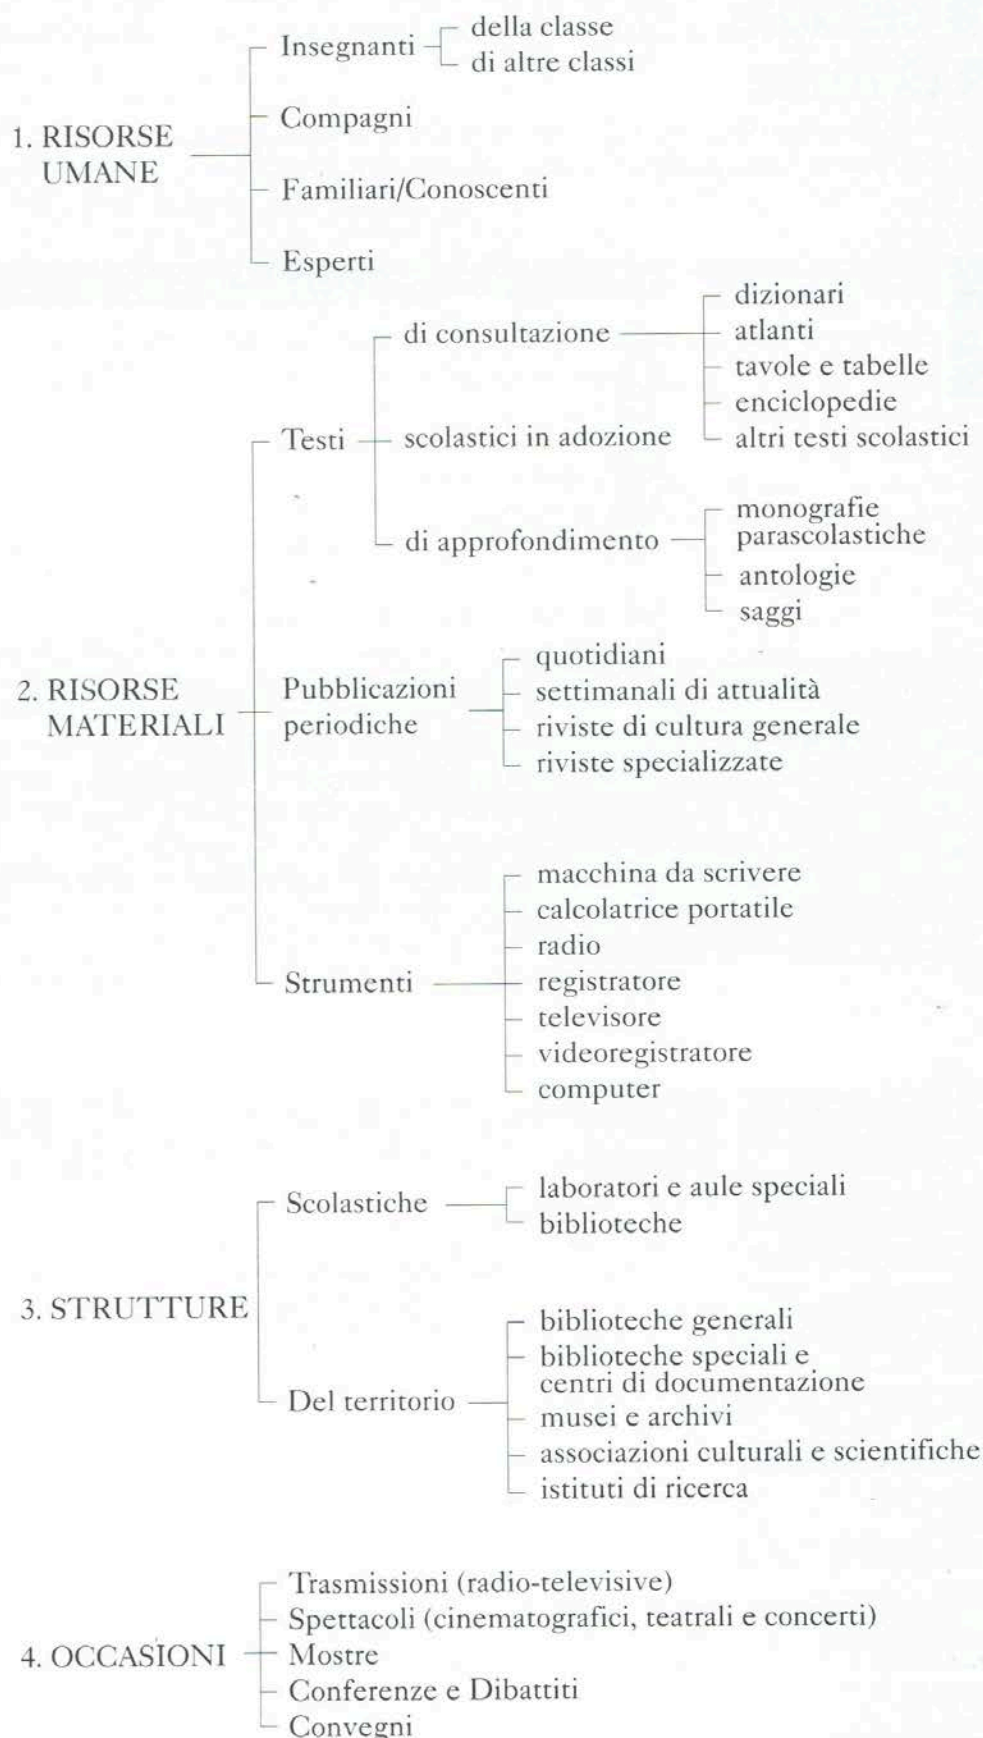 Insegnanti
della classe
di altre classi
1. RISORSE
UMANE
Compagni
Familiari/Conoscenti
Esperti
2. RISORSE
MATERIALI
Testi
di consultazione
dizionari
atlanti
tavole e tabelle
enciclopedie
altri testi scolastici
scolastici in adozione
di approfondimento
monografie
parascolastiche
antologie
saggi
Pubblicazioni
periodiche
quotidiani
settimanali di attualità
riviste di cultura generale
riviste specializzate
Strumenti
macchina da scrivere
calcolatrice portatile
radio
registratore
televisore
videoregistratore
computer
3. STRUTTURE
Scolastiche
laboratori e aule speciali
biblioteche
Del territorio
biblioteche generali
biblioteche speciali e
centri di documentazione
musei e archivi
associazioni culturali e scientifiche
istituti di ricerca
4. OCCASIONI
Trasmissioni (radio-televisive)
Spettacoli (cinematografici, teatrali e concerti)
Mostre
Conferenze e Dibattiti
Convegni